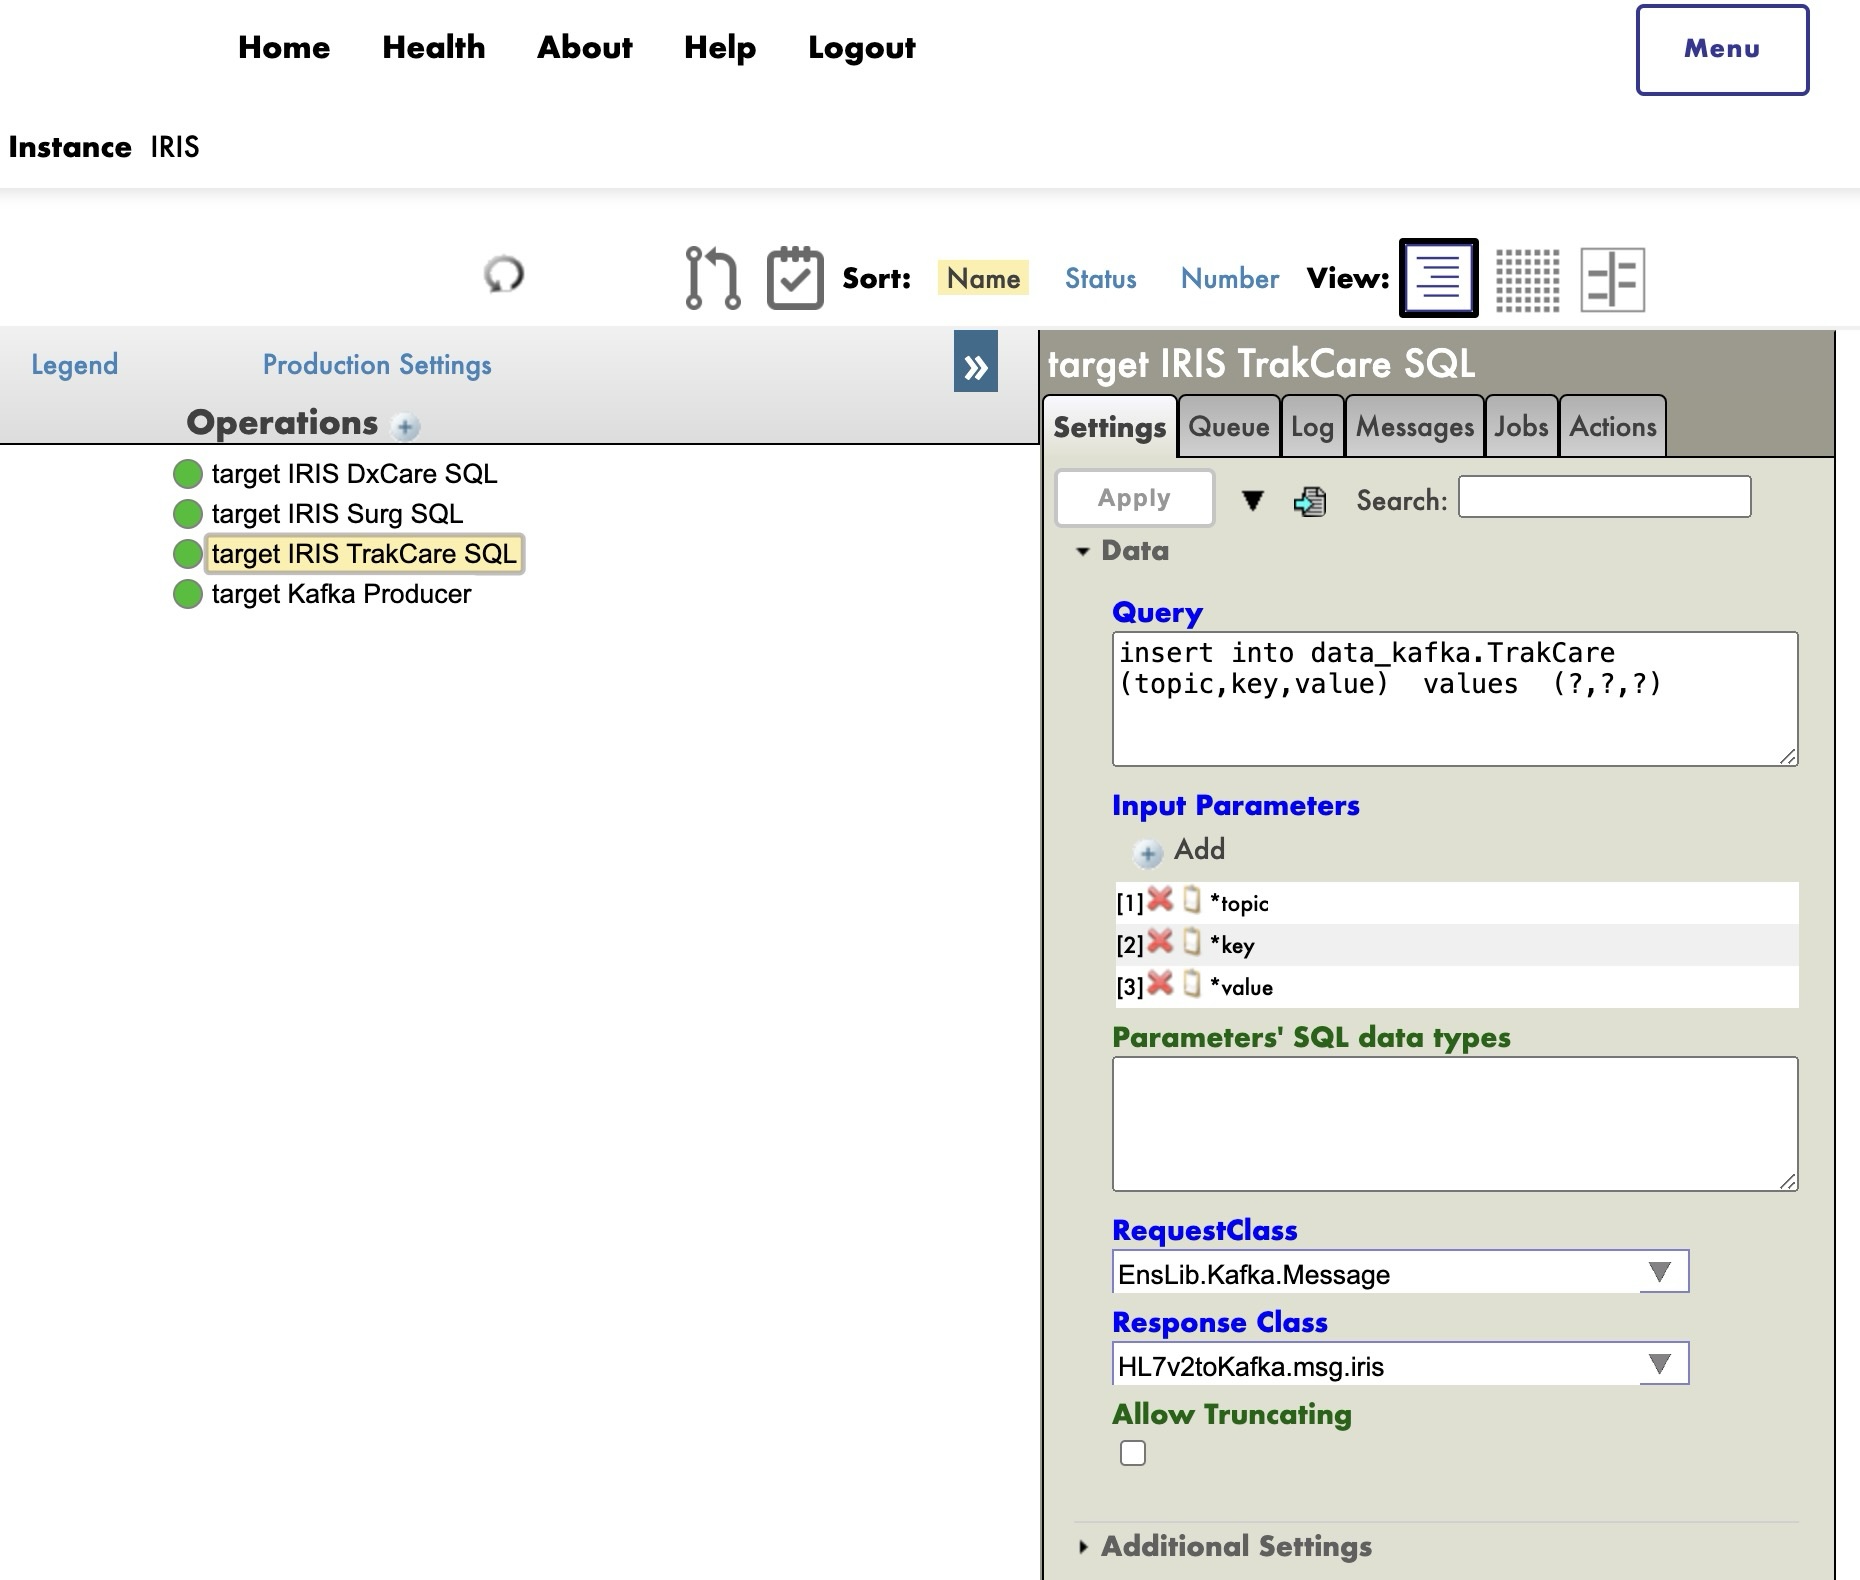 Home Health About Help Logout
Menu
Instance IRIS
Sort: Name Status Number View:
Legend Production Settings »
Operations
target IRIS DxCare SQL
target IRIS Surg SQL
target IRIS TrakCare SQL
target Kafka Producer
target IRIS TrakCare SQL
Settings Queue Log Messages Jobs Actions
Apply Search:
Data
Query
insert into data_kafka.TrakCare
(topic,key,value)  values  (?,?,?)
Input Parameters
Add
[1] *topic
[2] *key
[3] *value
Parameters' SQL data types
RequestClass
EnsLib.Kafka.Message
Response Class
HL7v2toKafka.msg.iris
Allow Truncating
Additional Settings